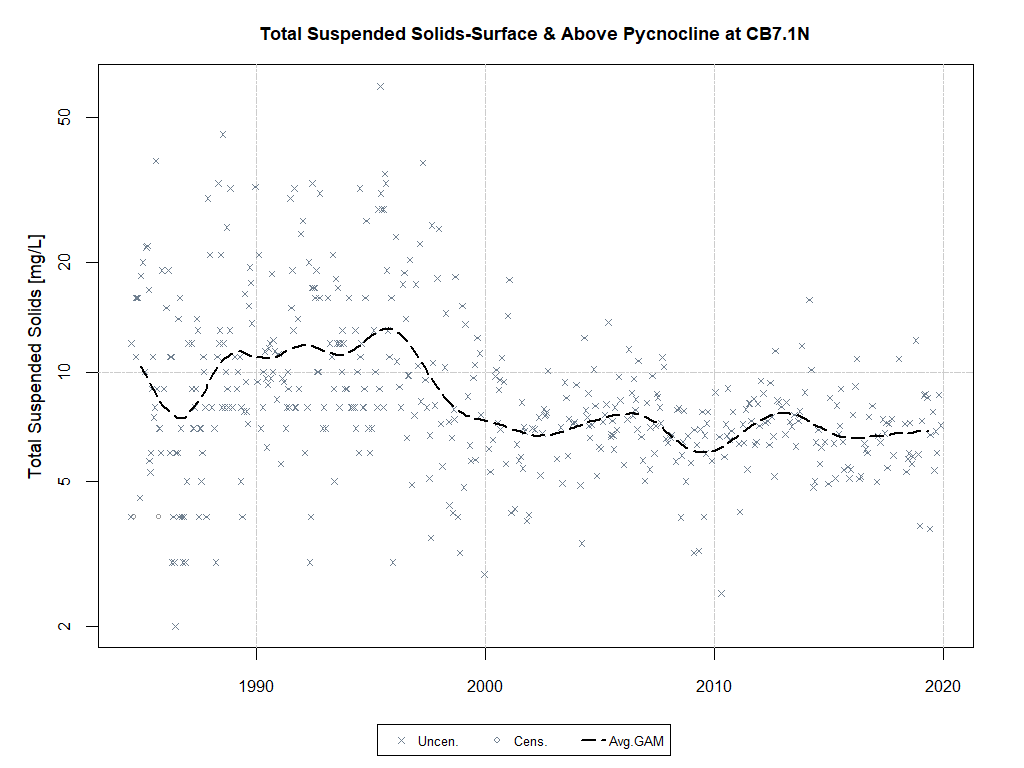 Total Suspended Solids-Surface & Above Pycnocline at CB7.1N
Total Suspended Solids [mg/L]
50
20
10
5
2
1990 2000 2010 2020
Uncen. Cens. Avg.GAM